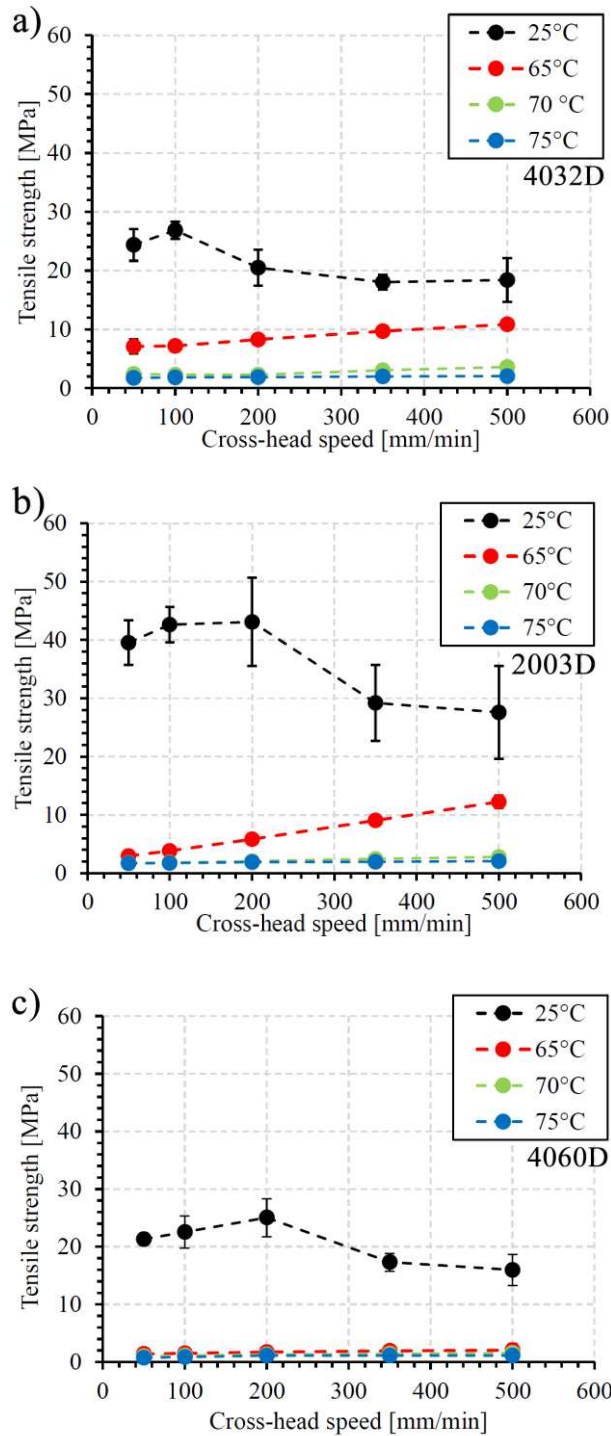 a)
60
50
40
30
20
10
0
Tensile strength [MPa]
25°C
65°C
70 °C
75°C
4032D
0 100 200 300 400 500 600
Cross-head speed [mm/min]
b)
60
50
40
30
20
10
0
Tensile strength [MPa]
25°C
65°C
70°C
75°C
2003D
0 100 200 300 400 500 600
Cross-head speed [mm/min]
c)
60
50
40
30
20
10
0
Tensile strength [MPa]
25°C
65°C
70°C
75°C
4060D
0 100 200 300 400 500 600
Cross-head speed [mm/min]